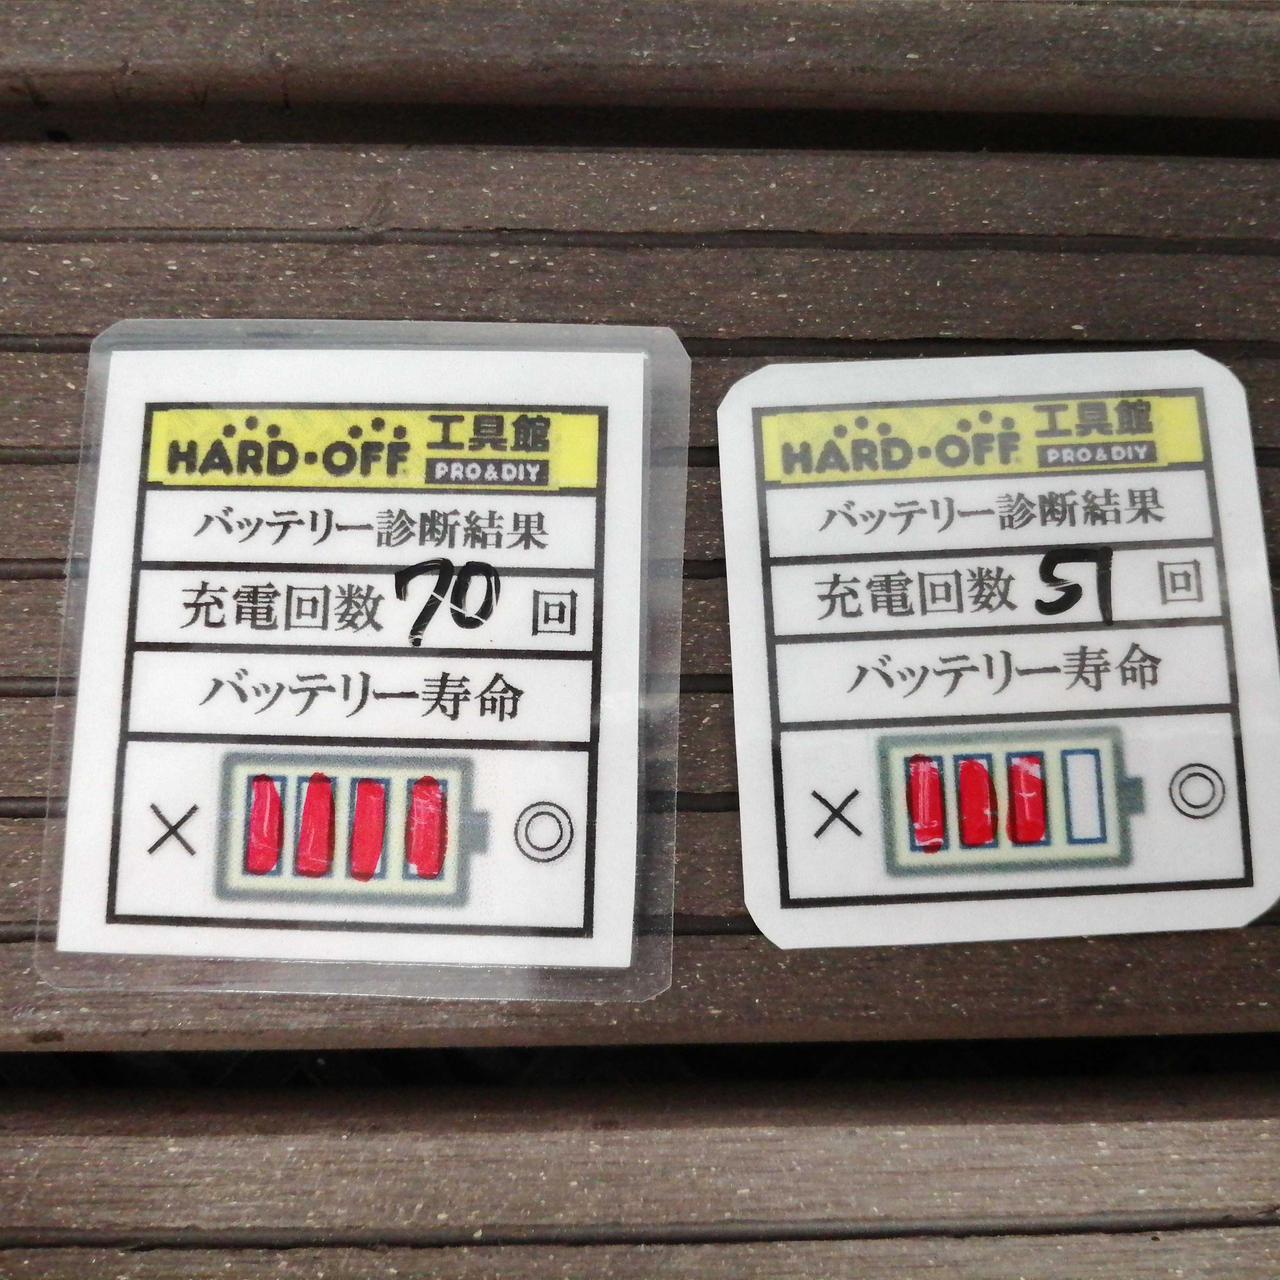 HARD・OFF 工具館
PRO&DIY
バッテリー診断結果
充電回数 70 回
バッテリー寿命
× ◎
HARD・OFF 工具館
PRO&DIY
バッテリー診断結果
充電回数 51 回
バッテリー寿命
× ◎